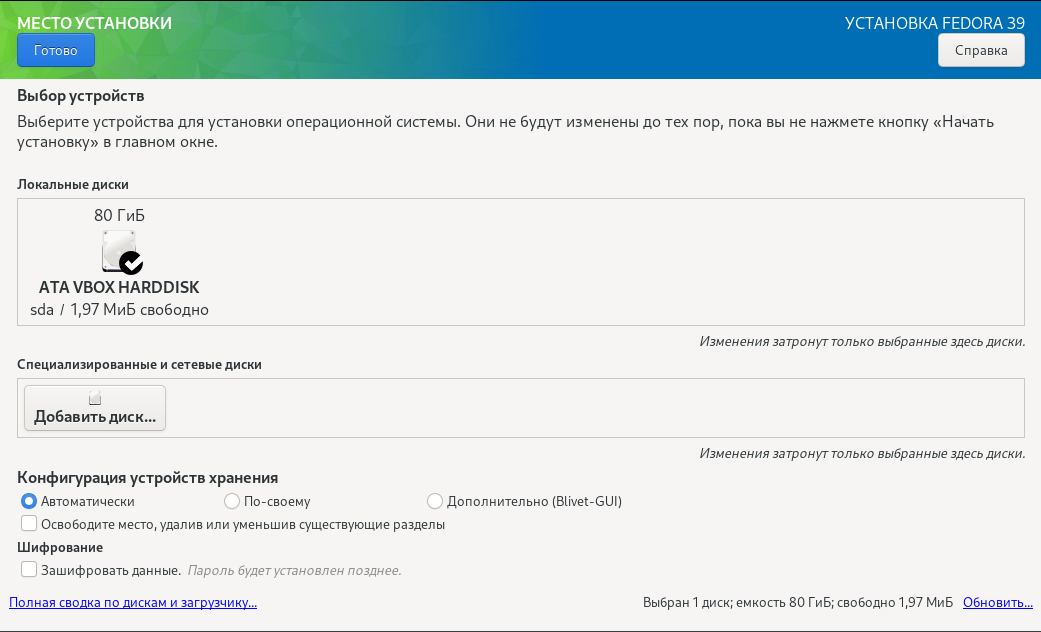 МЕСТО УСТАНОВКИ
УСТАНОВКА FEDORA 39
Готово
Справка
Выбор устройств
Выберите устройства для установки операционной системы. Они не будут изменены до тех пор, пока вы не нажмете кнопку «Начать
установку» в главном окне.
Локальные диски
80 ГиБ
ATA VBOX HARDDISK
sda / 1,97 МиБ свободно
Изменения затронут только выбранные здесь диски.
Специализированные и сетевые диски
Добавить диск...
Изменения затронут только выбранные здесь диски.
Конфигурация устройств хранения
Автоматически
По-своему
Дополнительно (Blivet-GUI)
Освободите место, удалив или уменьшив существующие разделы
Шифрование
Зашифровать данные. Пароль будет установлен позднее.
Полная сводка по дискам и загрузчику...
Выбран 1 диск; емкость 80 ГиБ; свободно 1,97 МиБ
Обновить...